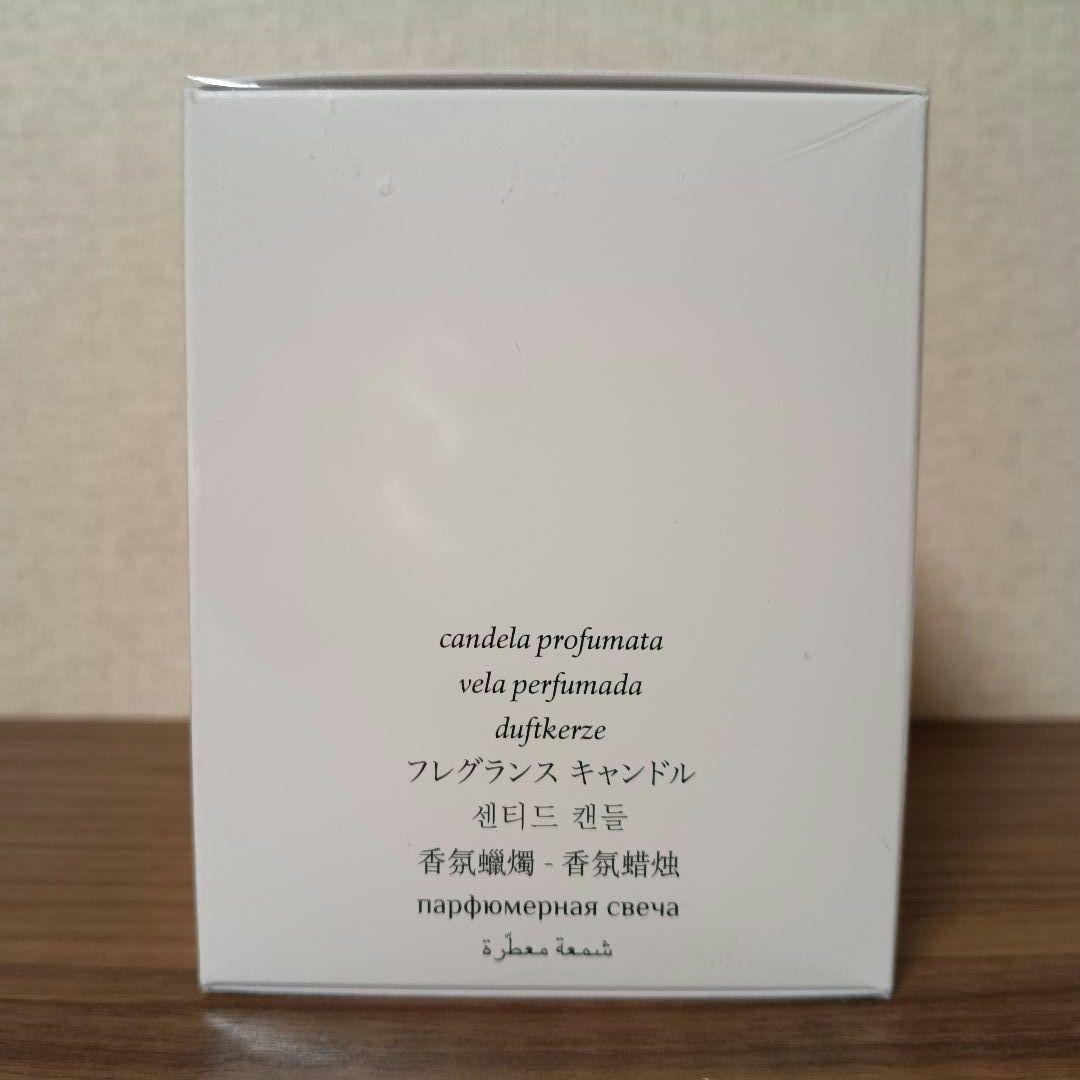 candela profumata
vela perfumada
duftkerze
フレグランス キャンドル
센티드 캔들
香氛蠟燭 - 香氛蜡烛
парфюмерная свеча
شمعة معطّرة